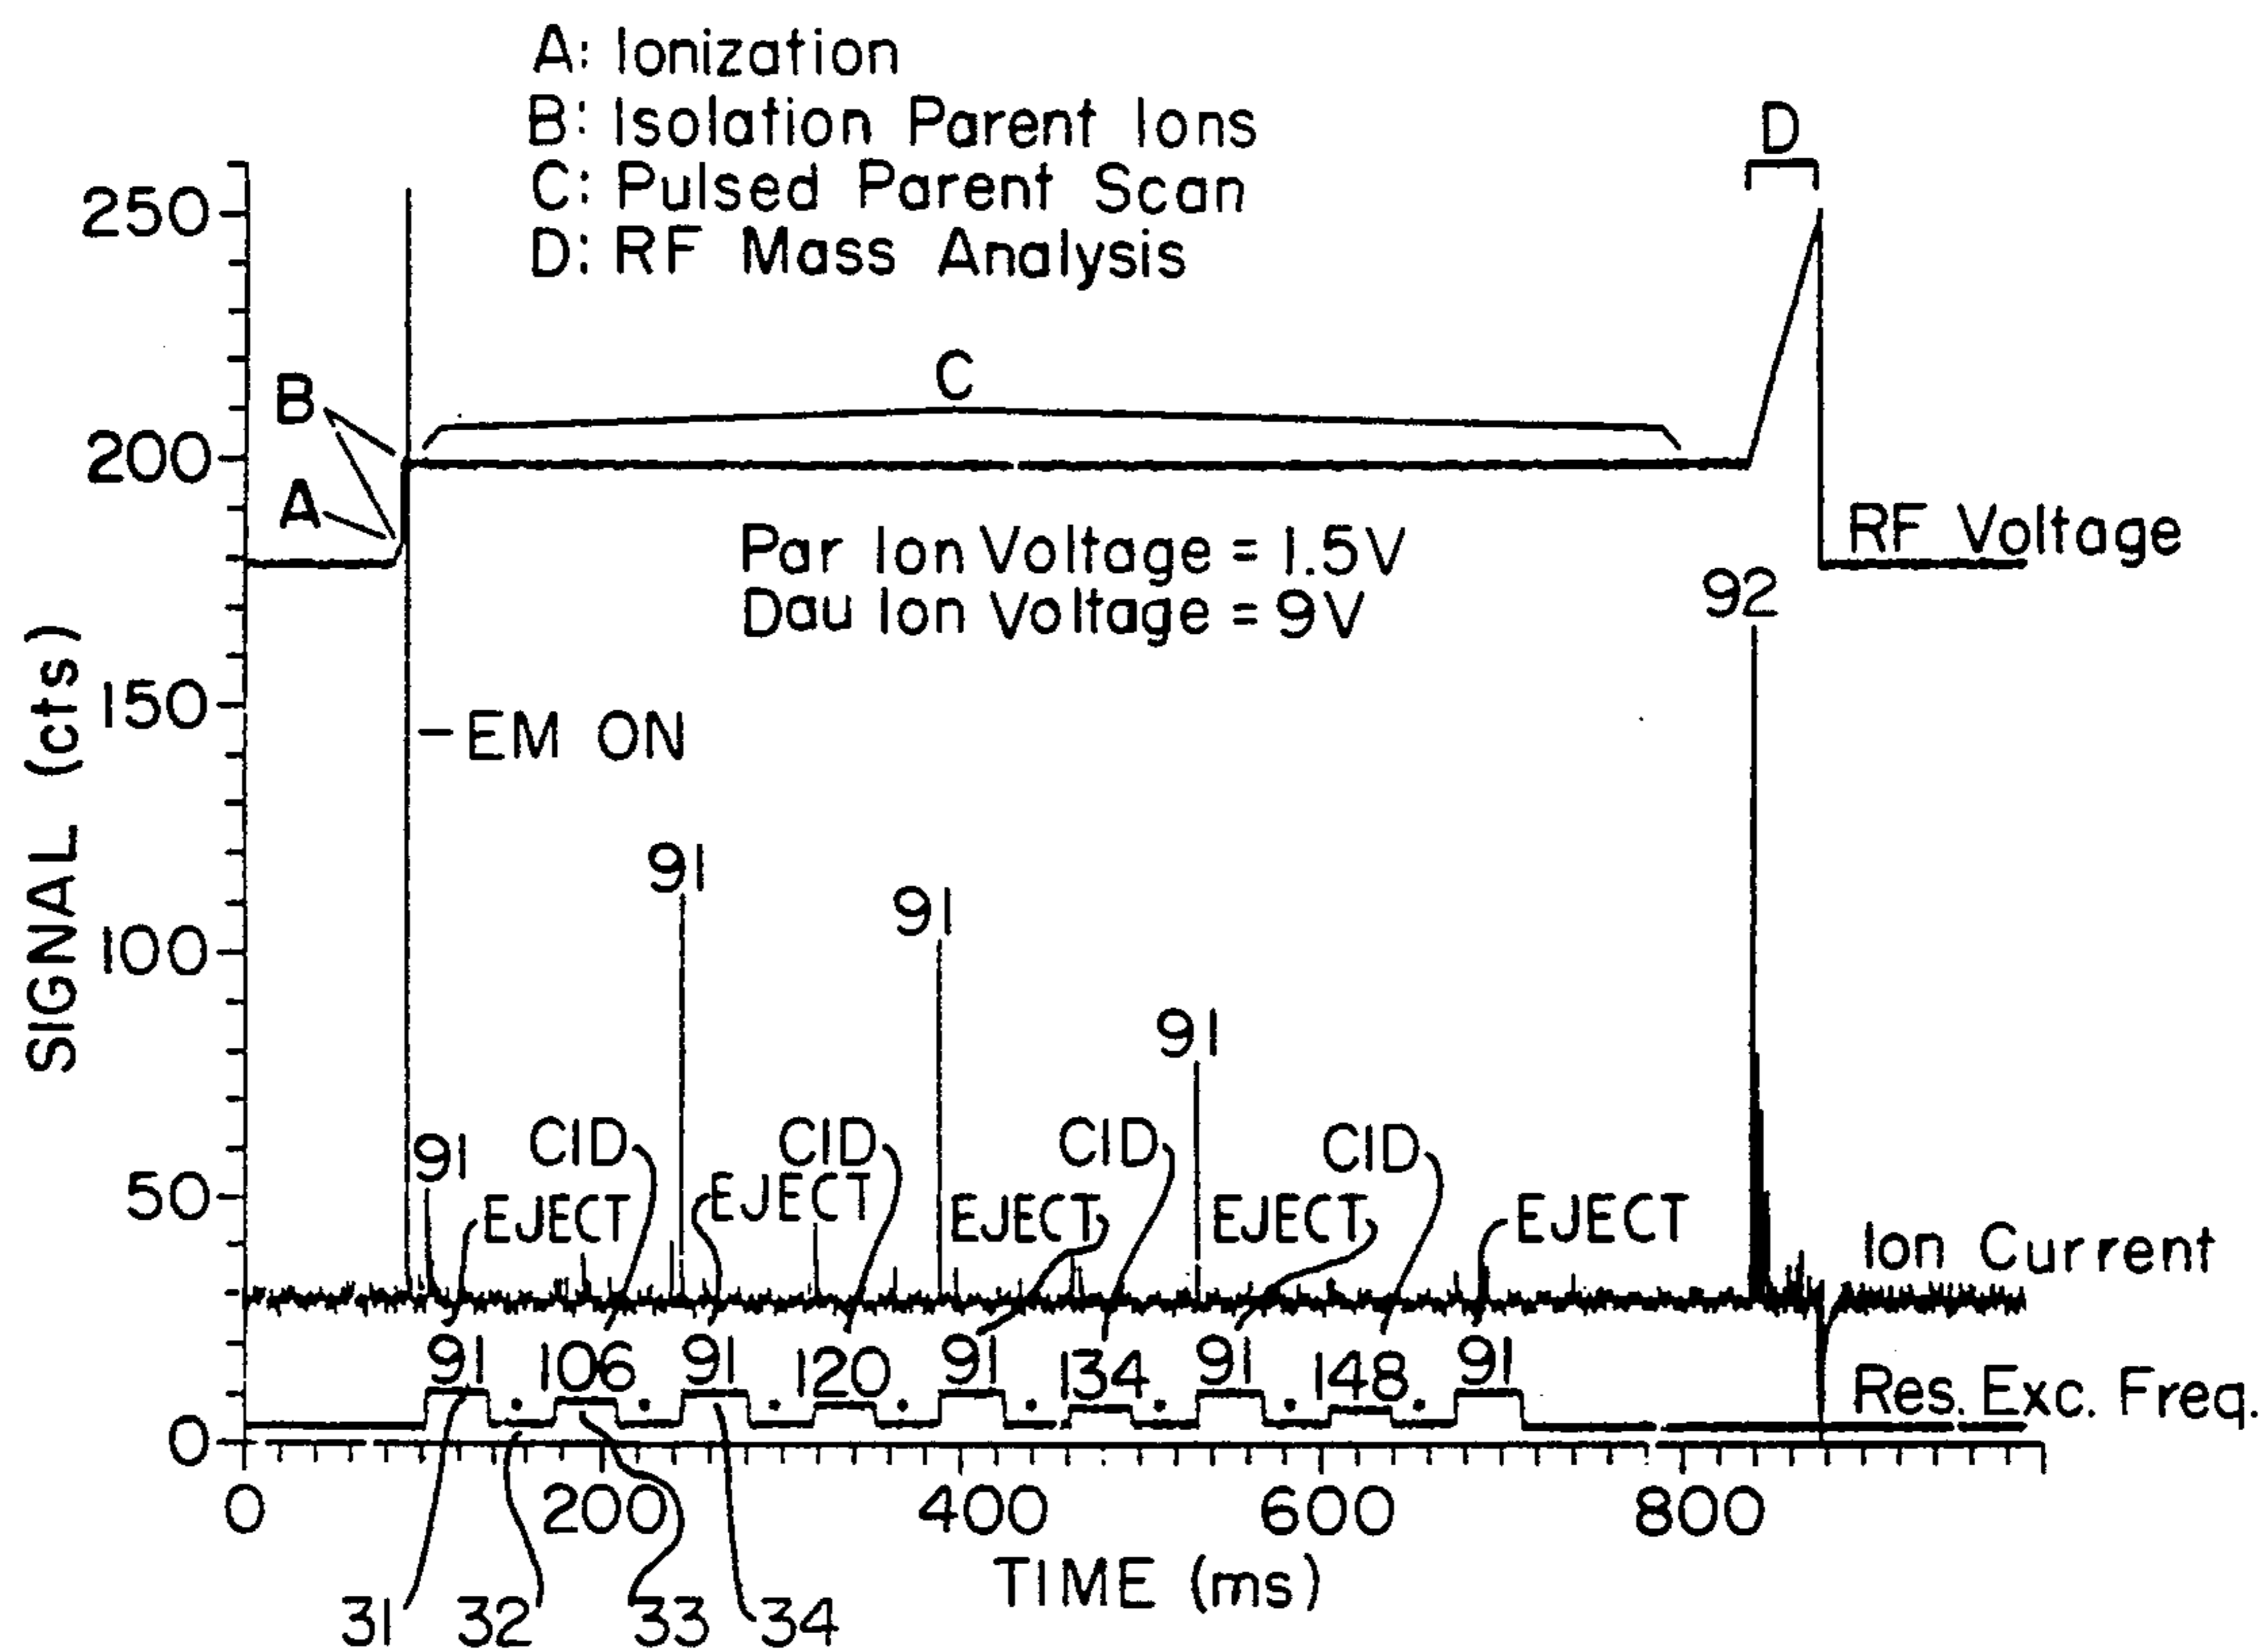 A: Ionization
B: Isolation Parent Ions
C: Pulsed Parent Scan
D: RF Mass Analysis
D
250
C
B
200
A
Par Ion Voltage = 1.5V
RF Voltage
Dau Ion Voltage = 9V
92
SIGNAL (cts)
150
EM ON
91
91
100
91
91
CID
CID
CID
CID
50
EJECT
EJECT
EJECT
EJECT
EJECT
Ion Current
91 106 91 120 91 134 91 148 91
Res. Exc. Freq.
0
0 200 400 600 800
TIME (ms)
31 32 33 34